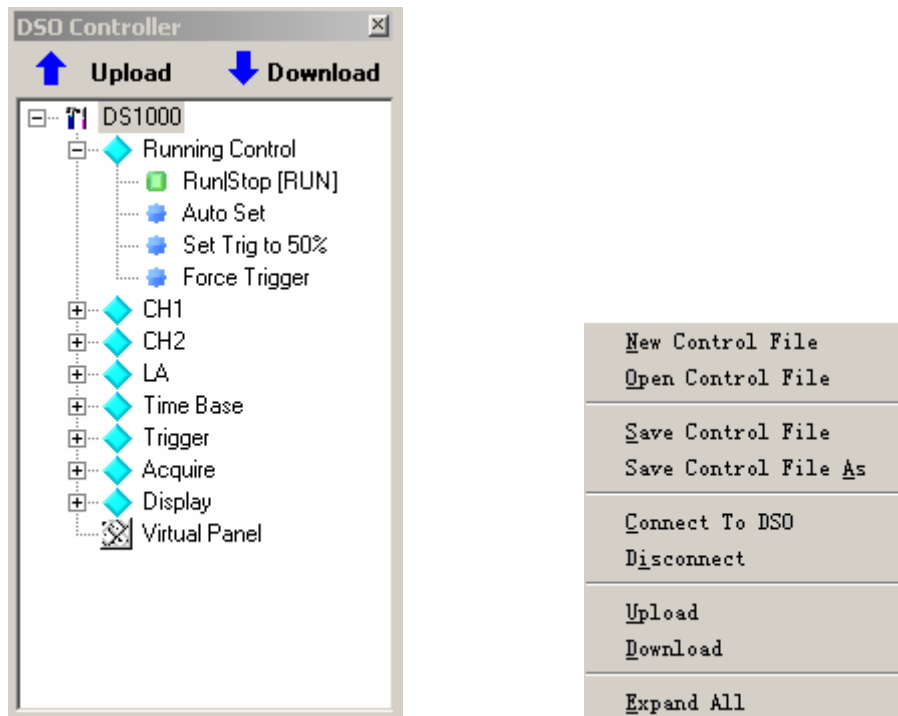 DSO Controller
Upload Download
DS1000
Running Control
Run|Stop [RUN]
Auto Set
Set Trig to 50%
Force Trigger
CH1
CH2
LA
Time Base
Trigger
Acquire
Display
Virtual Panel
New Control File
Open Control File
Save Control File
Save Control File As
Connect To DSO
Disconnect
Upload
Download
Expand All